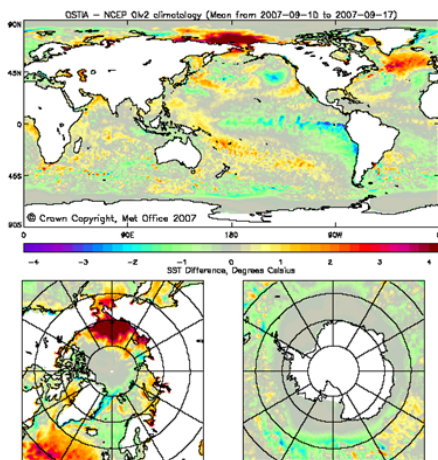 OSTIA – NCEP OIv2 climatology (Mean from 2007-09-10 to 2007-09-17)
90N
45N
0
45S
90S
© Crown Copyright, Met Office 2007
0 90E 180 90W 0
-4 -3 -2 -1 0 1 2 3 4
SST Difference, Degrees Celsius